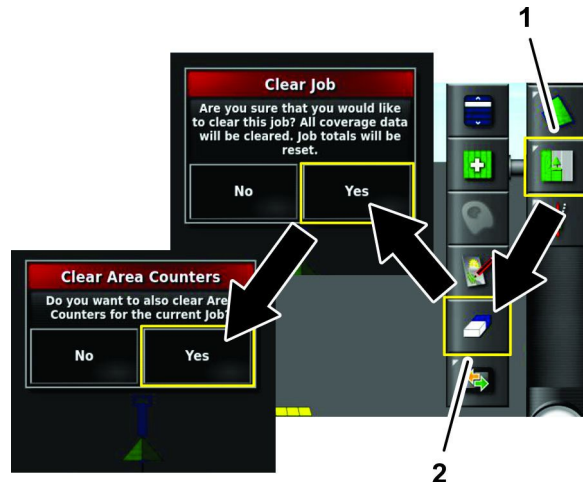 1
Clear Job
Are you sure that you would like
to clear this job? All coverage data
will be cleared. Job totals will be
reset.
No
Yes
Clear Area Counters
Do you want to also clear
Counters for the current Job
No
Yes
2